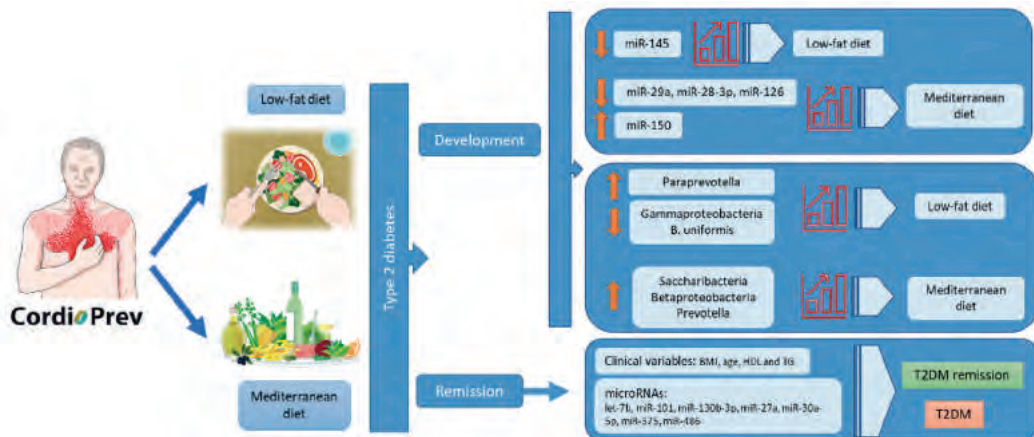 CordioPrev
Low-fat diet
Mediterranean
diet
Type 2 diabetes
Development
Remission
miR-145
Low-fat diet
miR-29a, miR-28-3p, miR-126
miR-150
Mediterranean
diet
Paraprevotella
Gammaproteobacteria
B. uniformis
Low-fat diet
Saccharibacteria
Betaproteobacteria
Prevotella
Mediterranean
diet
Clinical variables: BMI, age, HDL and TG
microRNAs:
let-7b, miR-101, miR-130b-3p, miR-27a, miR-30a-
5p, miR-375, miR-486
T2DM remission
T2DM